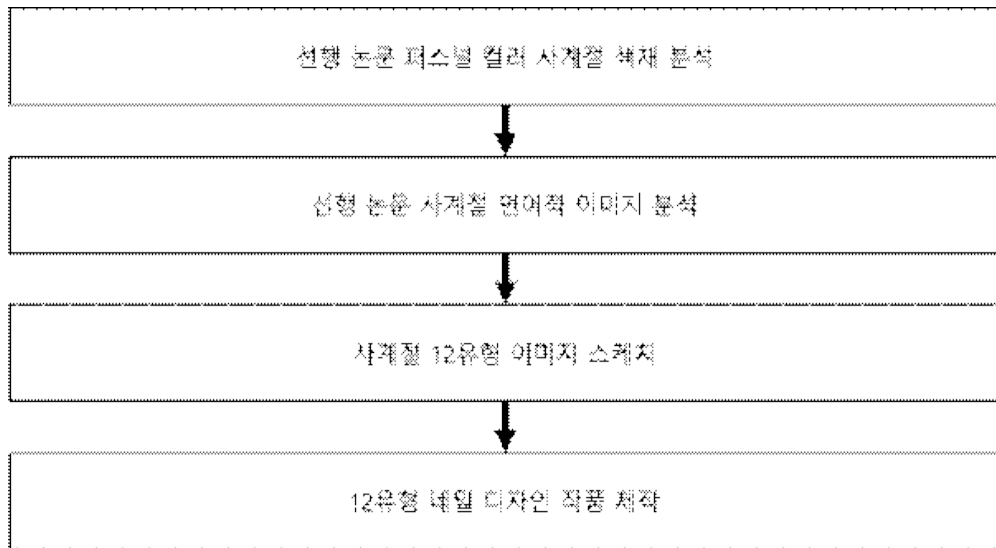 선행 논문 퍼스널 컬러 사계절 색채 분석
선행 논문 사계절 언어적 이미지 분석
사계절 12유형 이미지 스케치
12유형 네일 디자인 작품 제작